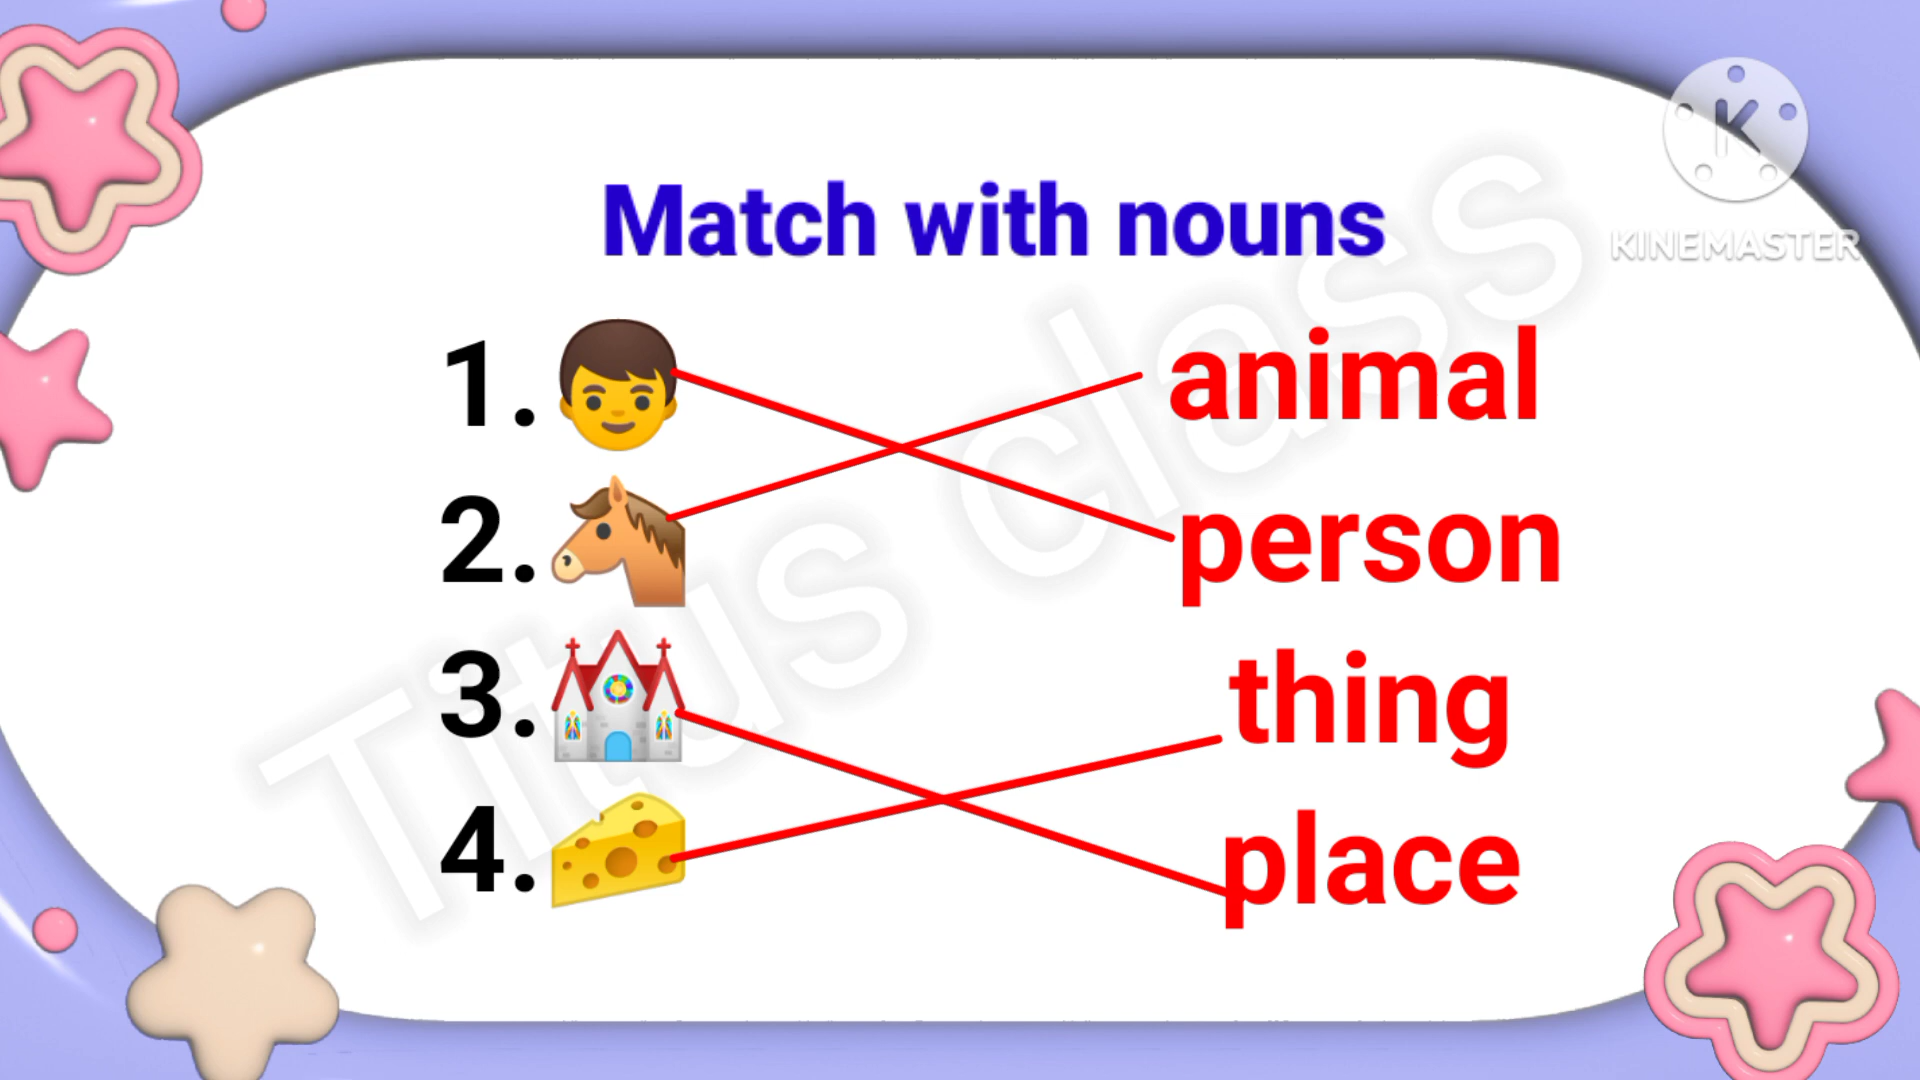 Match with nouns
1. animal
2. person
3. thing
4. place
Titus class
K
KINEMASTER